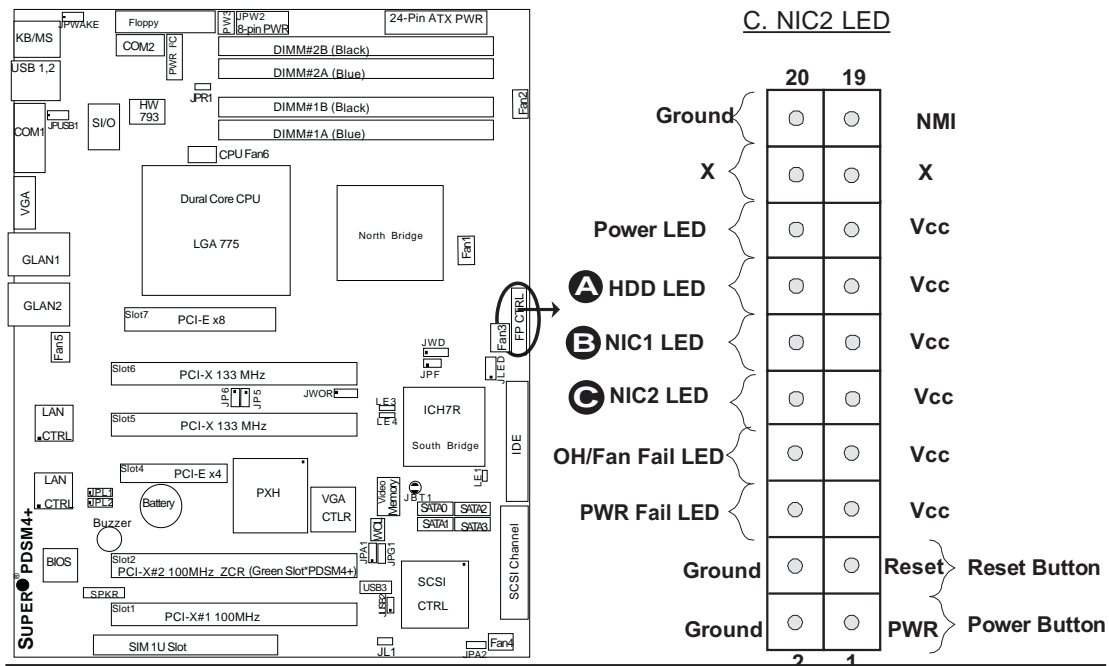 C. NIC2 LED
JPWAKE
Floppy
PW3
JPW2
8-pin PWR
24-Pin ATX PWR
KB/MS
COM2
PWR I²C
DIMM#2B (Black)
USB 1,2
DIMM#2A (Blue)
JPR1
Fan2
HW
793
DIMM#1B (Black)
COM1
JPUSB1
SI/O
DIMM#1A (Blue)
CPU Fan6
VGA
Dural Core CPU
LGA 775
North Bridge
Fan1
GLAN1
GLAN2
Slot7
PCI-E x8
FP CTRL
Fan3
Fan5
JWD
JPF
JLED
Slot6
PCI-X 133 MHz
JP6
JP5
JWOR
LE3
LE4
ICH7R
South Bridge
LAN
CTRL
Slot5
PCI-X 133 MHz
IDE
Slot4
PCI-E x4
LE1
LAN
CTRL
JPL1
JPL2
Battery
PXH
VGA
CTLR
Video
Memory
JBT1
SATA0
SATA2
SATA1
SATA3
Buzzer
WOL
BIOS
JPA1
JPG1
Slot2
PCI-X#2 100MHz ZCR (Green Slot*PDSM4+)
SCSI Channel
SCSI
CTRL
USB3
JUSB2
SPKR
Slot1
PCI-X#1 100MHz
SIM 1U Slot
JL1
JPA2
Fan4
SUPER® PDSM4+
20 19
Ground NMI
X X
Power LED Vcc
A HDD LED Vcc
B NIC1 LED Vcc
C NIC2 LED Vcc
OH/Fan Fail LED Vcc
PWR Fail LED Vcc
Ground Reset Reset Button
Ground PWR Power Button
2 1